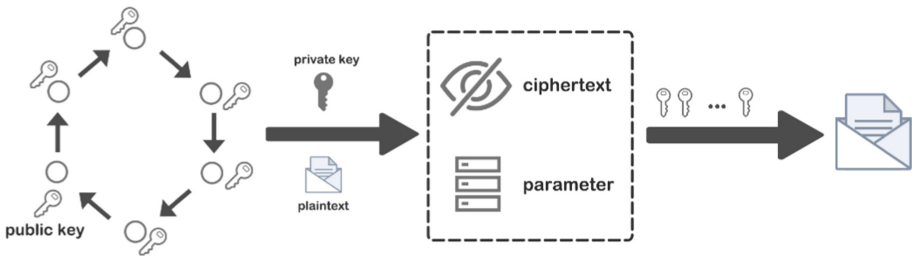 public key
private key
plaintext
ciphertext
parameter
...